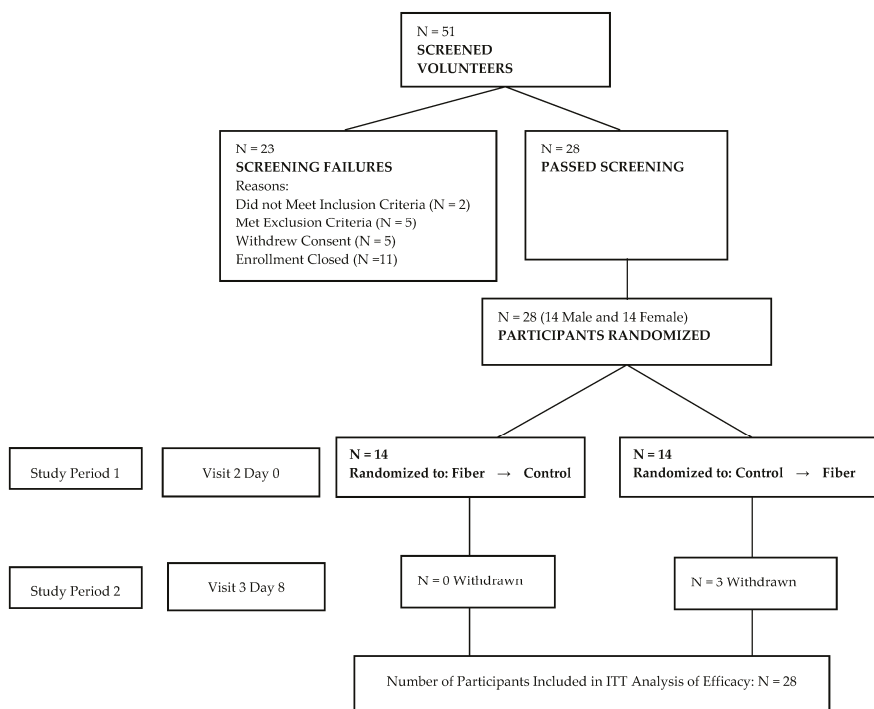 N = 51
SCREENED
VOLUNTEERS
N = 23
SCREENING FAILURES
Reasons:
Did not Meet Inclusion Criteria (N = 2)
Met Exclusion Criteria (N = 5)
Withdrew Consent (N = 5)
Enrollment Closed (N =11)
N = 28
PASSED SCREENING
N = 28 (14 Male and 14 Female)
PARTICIPANTS RANDOMIZED
Study Period 1
Visit 2 Day 0
N = 14
Randomized to: Fiber → Control
N = 14
Randomized to: Control → Fiber
Study Period 2
Visit 3 Day 8
N = 0 Withdrawn
N = 3 Withdrawn
Number of Participants Included in ITT Analysis of Efficacy: N = 28